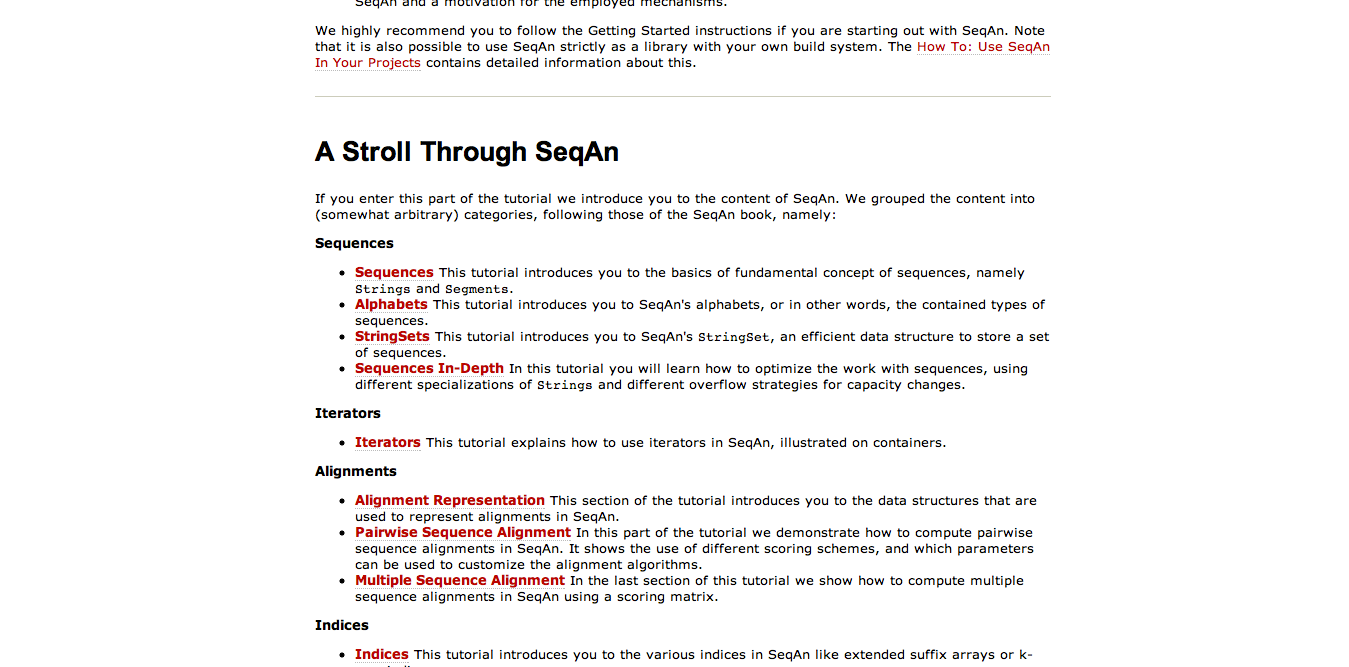 SeqAn and a motivation for the employed mechanisms.
We highly recommend you to follow the Getting Started instructions if you are starting out with SeqAn. Note
that it is also possible to use SeqAn strictly as a library with your own build system. The How To: Use SeqAn
In Your Projects contains detailed information about this.
A Stroll Through SeqAn
If you enter this part of the tutorial we introduce you to the content of SeqAn. We grouped the content into
(somewhat arbitrary) categories, following those of the SeqAn book, namely:
Sequences
• Sequences This tutorial introduces you to the basics of fundamental concept of sequences, namely
Strings and Segments.
• Alphabets This tutorial introduces you to SeqAn's alphabets, or in other words, the contained types of
sequences.
• StringSets This tutorial introduces you to SeqAn's StringSet, an efficient data structure to store a set
of sequences.
• Sequences In-Depth In this tutorial you will learn how to optimize the work with sequences, using
different specializations of Strings and different overflow strategies for capacity changes.
Iterators
• Iterators This tutorial explains how to use iterators in SeqAn, illustrated on containers.
Alignments
• Alignment Representation This section of the tutorial introduces you to the data structures that are
used to represent alignments in SeqAn.
• Pairwise Sequence Alignment In this part of the tutorial we demonstrate how to compute pairwise
sequence alignments in SeqAn. It shows the use of different scoring schemes, and which parameters
can be used to customize the alignment algorithms.
• Multiple Sequence Alignment In the last section of this tutorial we show how to compute multiple
sequence alignments in SeqAn using a scoring matrix.
Indices
• Indices This tutorial introduces you to the various indices in SeqAn like extended suffix arrays or k-